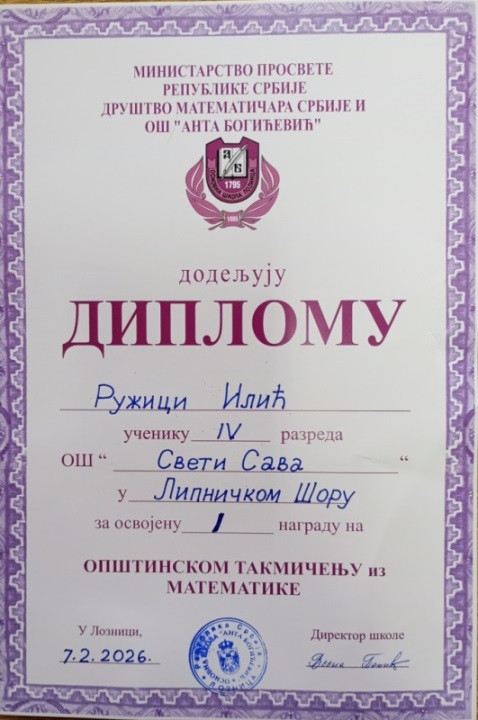 МИНИСТАРСТВО ПРОСВЕТЕ
РЕПУБЛИКЕ СРБИЈЕ
ДРУШТВО МАТЕМАТИЧАРА СРБИЈЕ И
ОШ "АНТА БОГИЋЕВИЋ"
1795
додељују
ДИПЛОМУ
Ружици Илић
ученику IV разреда
ОШ “ Свети Сава “
у Липничком Шору
за освојену I награду на
ОПШТИНСКОМ ТАКМИЧЕЊУ из
МАТЕМАТИКЕ
У Лозници, Директор школе
7.2.2026.